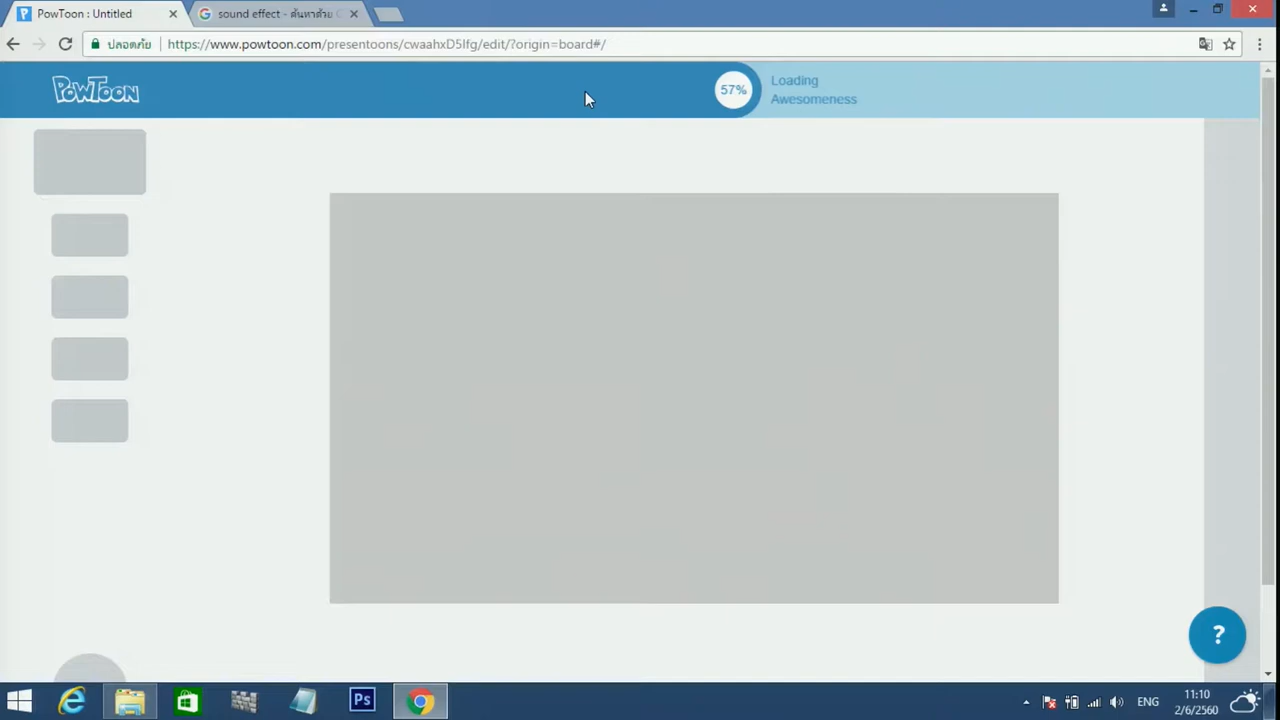 PowToon : Untitled
sound effect - ค้นหาด้วย G
ปลอดภัย https://www.powtoon.com/presentoons/cwaahxD5lfg/edit/?origin=board#/
PowToon
57%
Loading
Awesomeness
?
Ps
ENG
11:10
2/6/2560